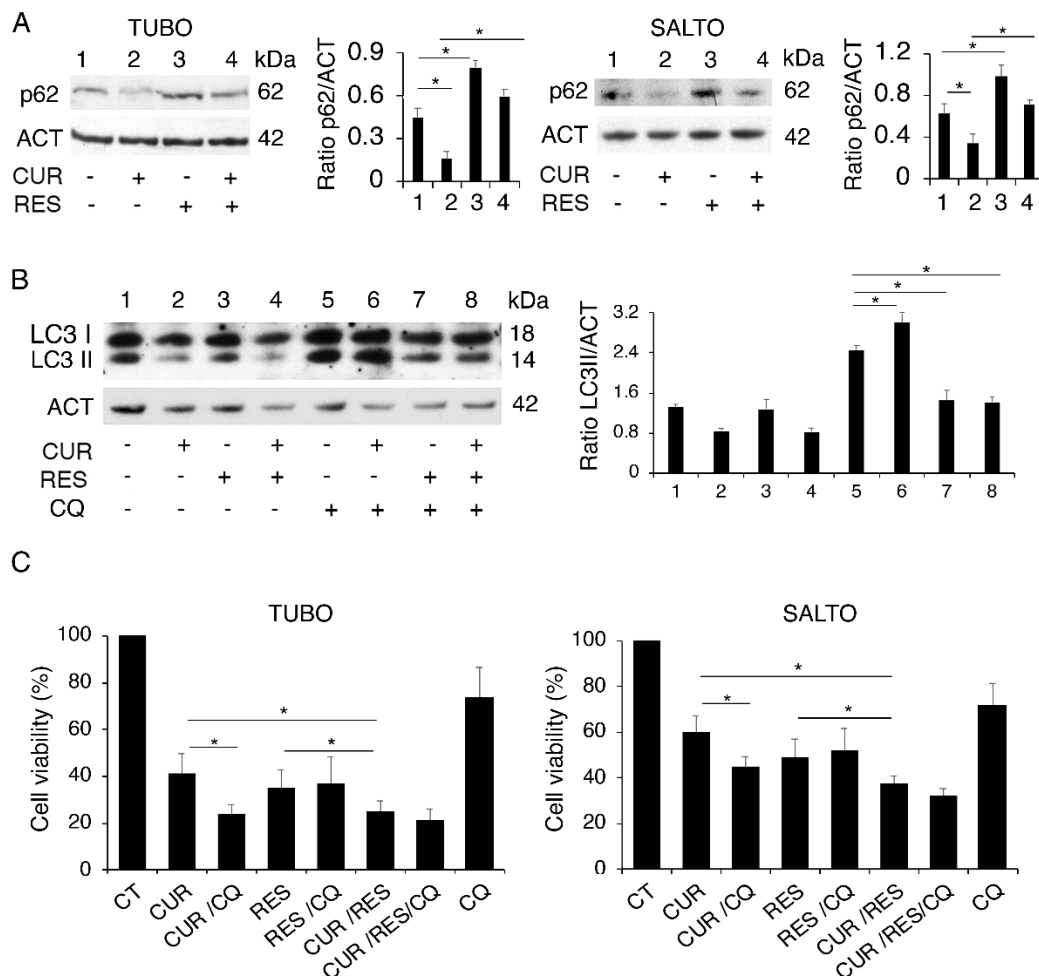 A
TUBO
1 2 3 4 kDa
p62 62
ACT 42
CUR - + - +
RES - - + +
Ratio p62/ACT
0.9
0.6
0.3
0
* * *
1 2 3 4
SALTO
1 2 3 4 kDa
p62 62
ACT 42
CUR - + - +
RES - - + +
Ratio p62/ACT
1.2
0.8
0.4
0
* * *
1 2 3 4
B
1 2 3 4 5 6 7 8 kDa
LC3 I 18
LC3 II 14
ACT 42
CUR - + - + - + - +
RES - - + + - - + +
CQ - - - - + + + +
Ratio LC3II/ACT
3.2
2.4
1.6
0.8
0
* * *
1 2 3 4 5 6 7 8
C
TUBO
Cell viability (%)
100
80
60
40
20
0
* * *
CT CUR CUR /CQ RES RES /CQ CUR /RES CUR /RES/CQ CQ
SALTO
Cell viability (%)
100
80
60
40
20
0
* * *
CT CUR CUR /CQ RES RES /CQ CUR /RES CUR /RES/CQ CQ